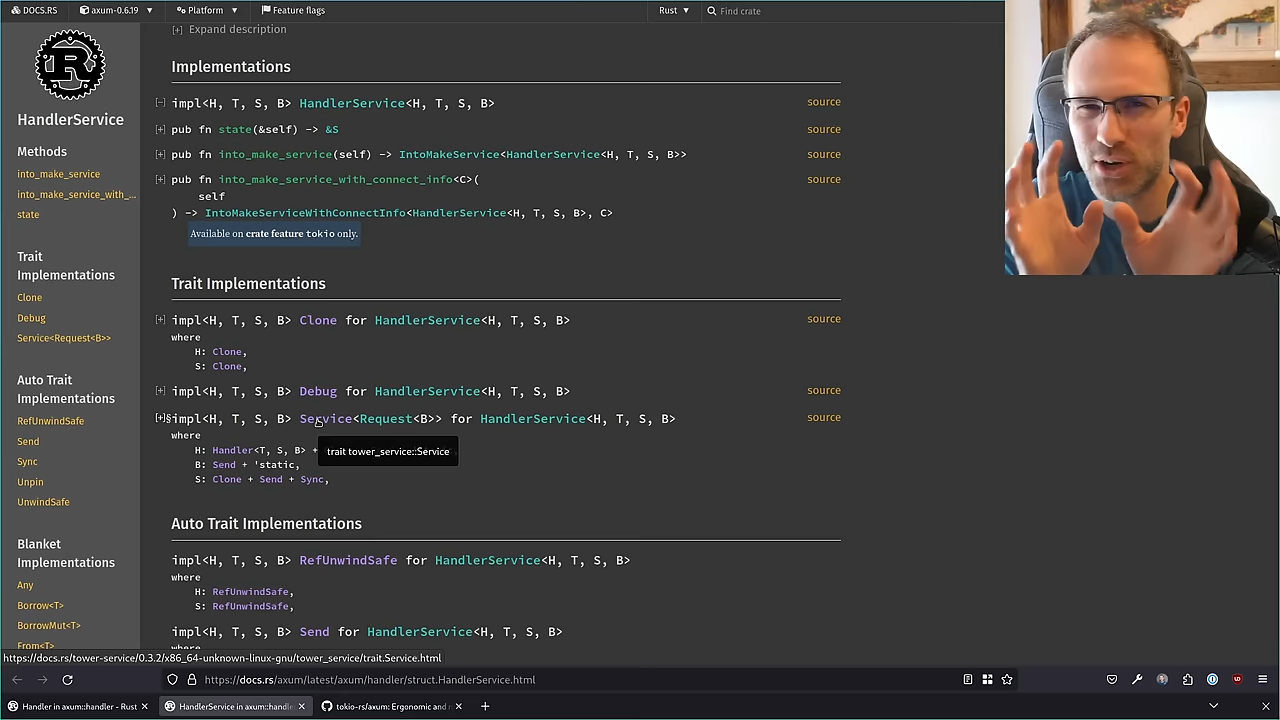 DOCS.RS axum-0.6.19 Platform Feature flags Rust Find crate
HandlerService
Methods
into_make_service
into_make_service_with_...
state
Trait
Implementations
Clone
Debug
Service<Request<B>>
Auto Trait
Implementations
RefUnwindSafe
Send
Sync
Unpin
UnwindSafe
Blanket
Implementations
Any
Borrow<T>
BorrowMut<T>
From<T>
[+] Expand description
Implementations
[−] impl<H, T, S, B> HandlerService<H, T, S, B> source
[+] pub fn state(&self) -> &S source
[+] pub fn into_make_service(self) -> IntoMakeService<HandlerService<H, T, S, B>> source
[+] pub fn into_make_service_with_connect_info<C>( source
self
) -> IntoMakeServiceWithConnectInfo<HandlerService<H, T, S, B>, C>
Available on crate feature tokio only.
Trait Implementations
[+] impl<H, T, S, B> Clone for HandlerService<H, T, S, B> source
where
H: Clone,
S: Clone,
[+] impl<H, T, S, B> Debug for HandlerService<H, T, S, B> source
[+]§impl<H, T, S, B> Service<Request<B>> for HandlerService<H, T, S, B> source
where
H: Handler<T, S, B> +
trait tower_service::Service
B: Send + 'static,
S: Clone + Send + Sync,
Auto Trait Implementations
impl<H, T, S, B> RefUnwindSafe for HandlerService<H, T, S, B>
where
H: RefUnwindSafe,
S: RefUnwindSafe,
impl<H, T, S, B> Send for HandlerService<H, T, S, B>
where
https://docs.rs/tower-service/0.3.2/x86_64-unknown-linux-gnu/tower_service/trait.Service.html
https://docs.rs/axum/latest/axum/handler/struct.HandlerService.html
Handler in axum::handler - Rust HandlerService in axum::handle tokio-rs/axum: Ergonomic and